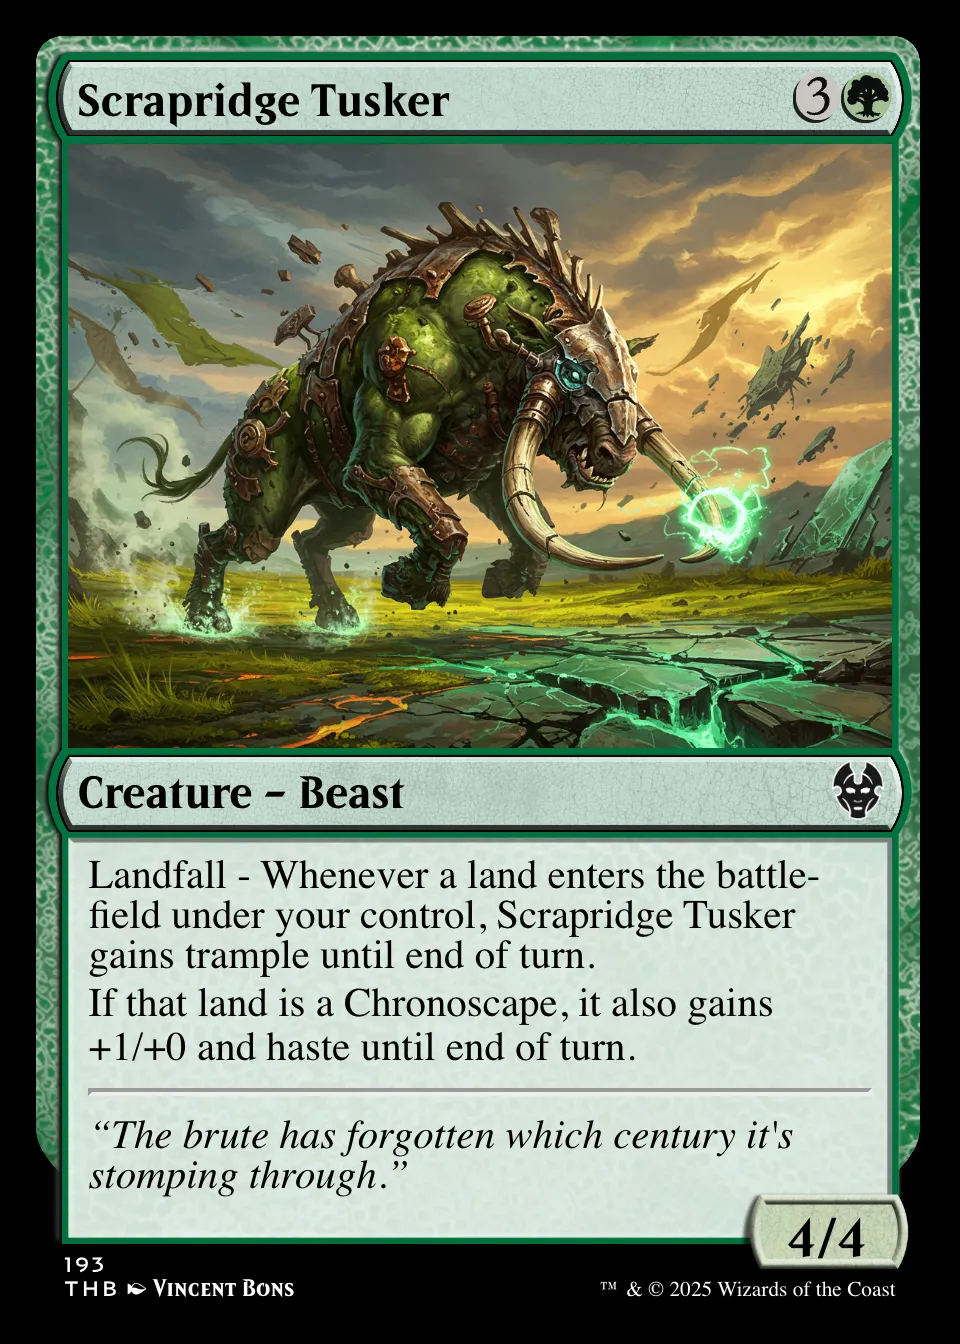 Scrapridge Tusker 3
Creature – Beast
Landfall - Whenever a land enters the battle-
field under your control, Scrapridge Tusker
gains trample until end of turn.
If that land is a Chronoscape, it also gains
+1/+0 and haste until end of turn.
“The brute has forgotten which century it's
stomping through.”
4/4
193
THB VINCENT BONS
™ & © 2025 Wizards of the Coast